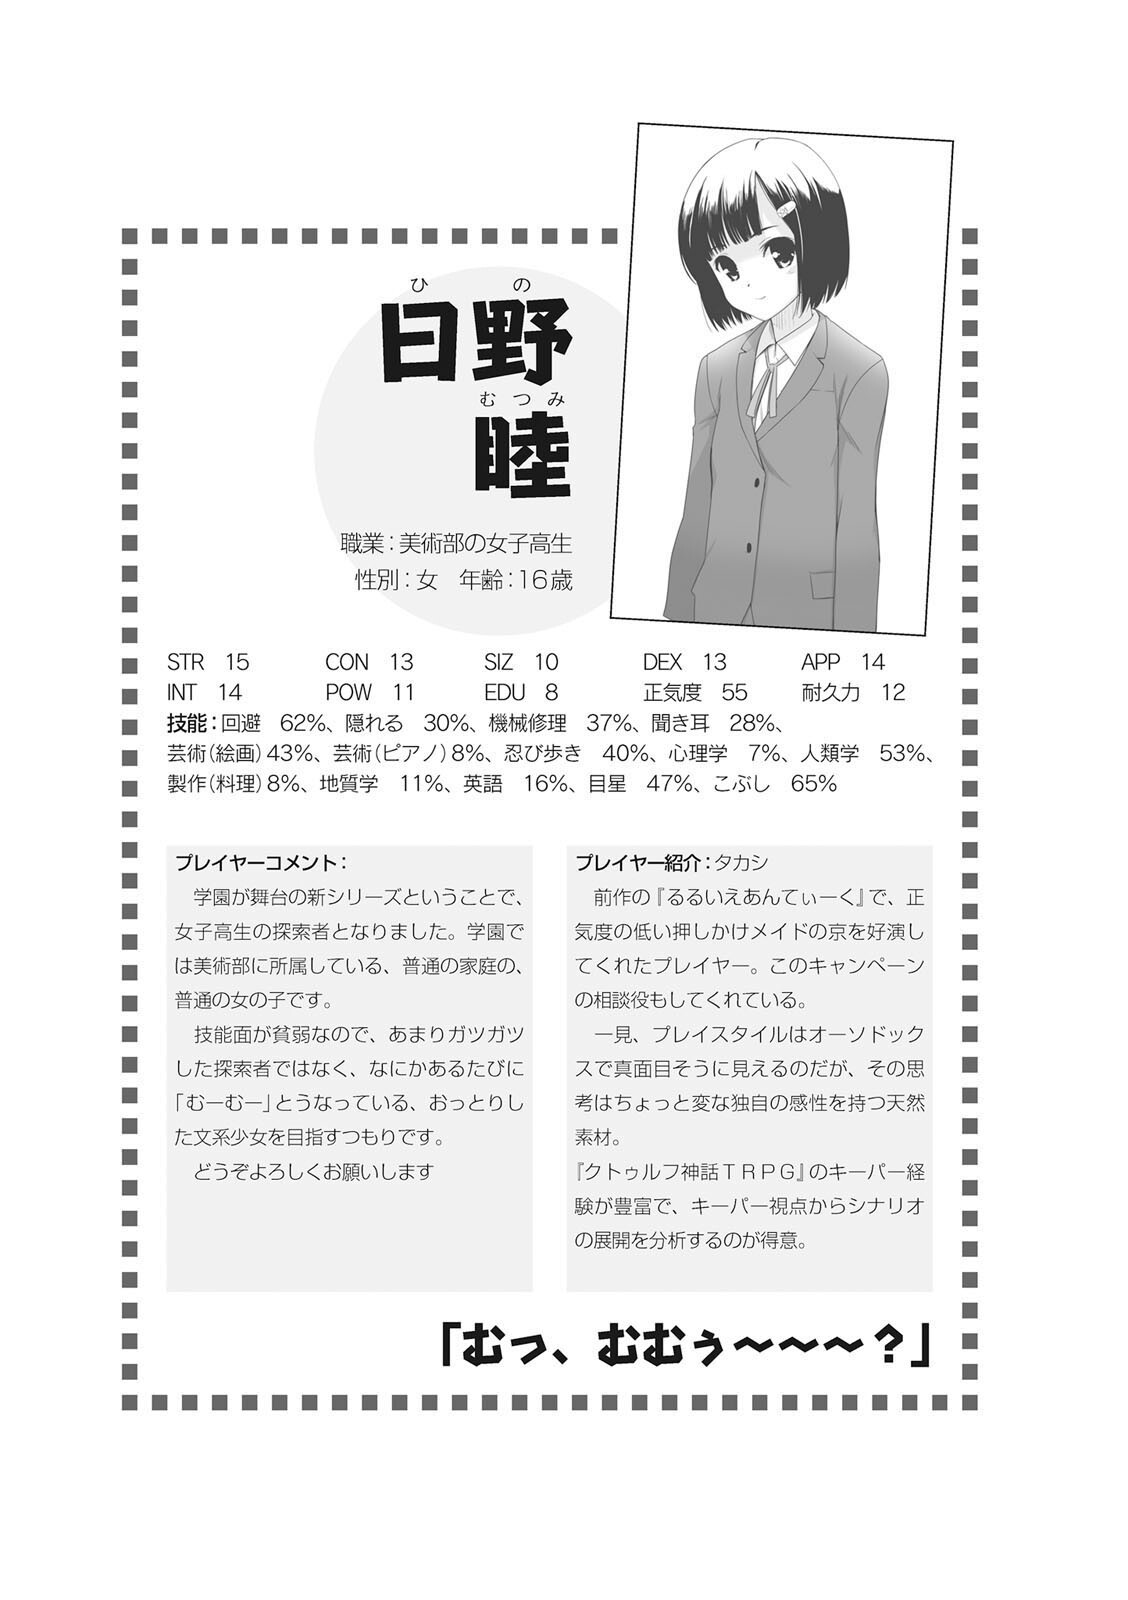 ひの
日野
むつみ
睦
職業：美術部の女子高生
性別：女　年齢：16歳
STR　15　CON　13　SIZ　10　DEX　13　APP　14
INT　14　POW　11　EDU　8　正気度　55　耐久力　12
技能：回避　62%、隠れる　30%、機械修理　37%、聞き耳　28%、
芸術（絵画）43%、芸術（ピアノ）8%、忍び歩き　40%、心理学　7%、人類学　53%、
製作（料理）8%、地質学　11%、英語　16%、目星　47%、こぶし　65%
プレイヤーコメント：
　学園が舞台の新シリーズということで、
女子高生の探索者となりました。学園で
は美術部に所属している、普通の家庭の、
普通の女の子です。
　技能面が貧弱なので、あまりガツガツ
した探索者ではなく、なにかあるたびに
「むーむー」とうなっている、おっとりし
た文系少女を目指すつもりです。
　どうぞよろしくお願いします
プレイヤー紹介：タカシ
　前作の『るるいえあんてぃーく』で、正
気度の低い押しかけメイドの京を好演し
てくれたプレイヤー。このキャンペーン
の相談役もしてくれている。
　一見、プレイスタイルはオーソドック
スで真面目そうに見えるのだが、その思
考はちょっと変な独自の感性を持つ天然
素材。
『クトゥルフ神話ＴＲＰＧ』のキーパー経
験が豊富で、キーパー視点からシナリオ
の展開を分析するのが得意。
「むっ、むむぅ～～～？」